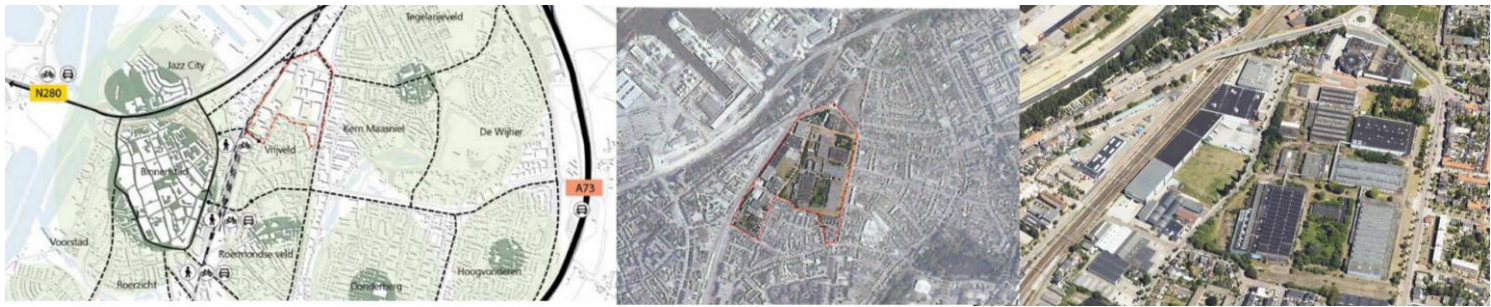 Tegelarijeveld
Jazz City
N280
Kern Maasniel
De Wijher
Vrijveld
Binnenstad
A73
Voorstad
Roermondse veld
Hoogvonderen
Roerzicht
Donderberg